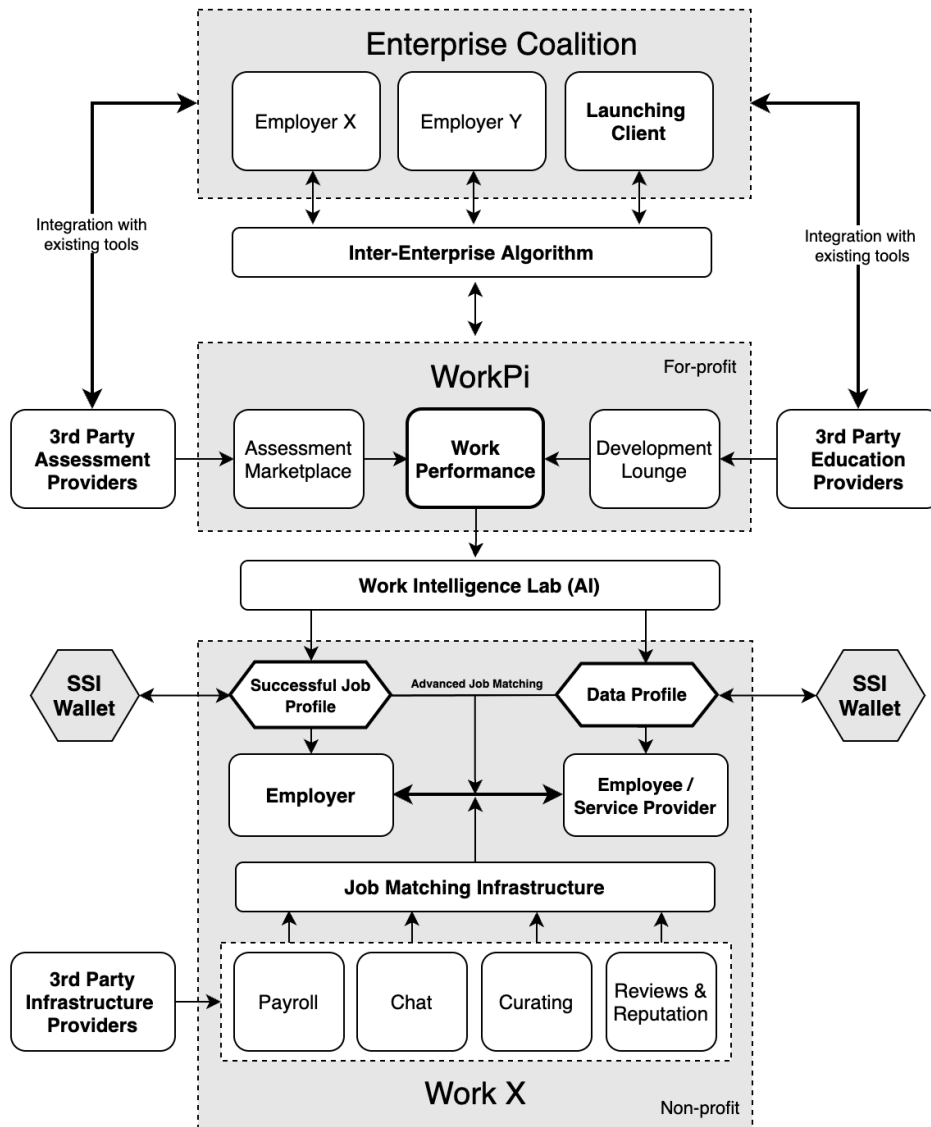 Enterprise Coalition
Employer X
Employer Y
Launching
Client
Integration with
existing tools
Integration with
existing tools
Inter-Enterprise Algorithm
WorkPi
For-profit
3rd Party
Assessment
Providers
Assessment
Marketplace
Work
Performance
Development
Lounge
3rd Party
Education
Providers
Work Intelligence Lab (AI)
SSI
Wallet
Successful Job
Profile
Advanced Job Matching
Data Profile
SSI
Wallet
Employer
Employee /
Service Provider
Job Matching Infrastructure
3rd Party
Infrastructure
Providers
Payroll
Chat
Curating
Reviews &
Reputation
Work X
Non-profit